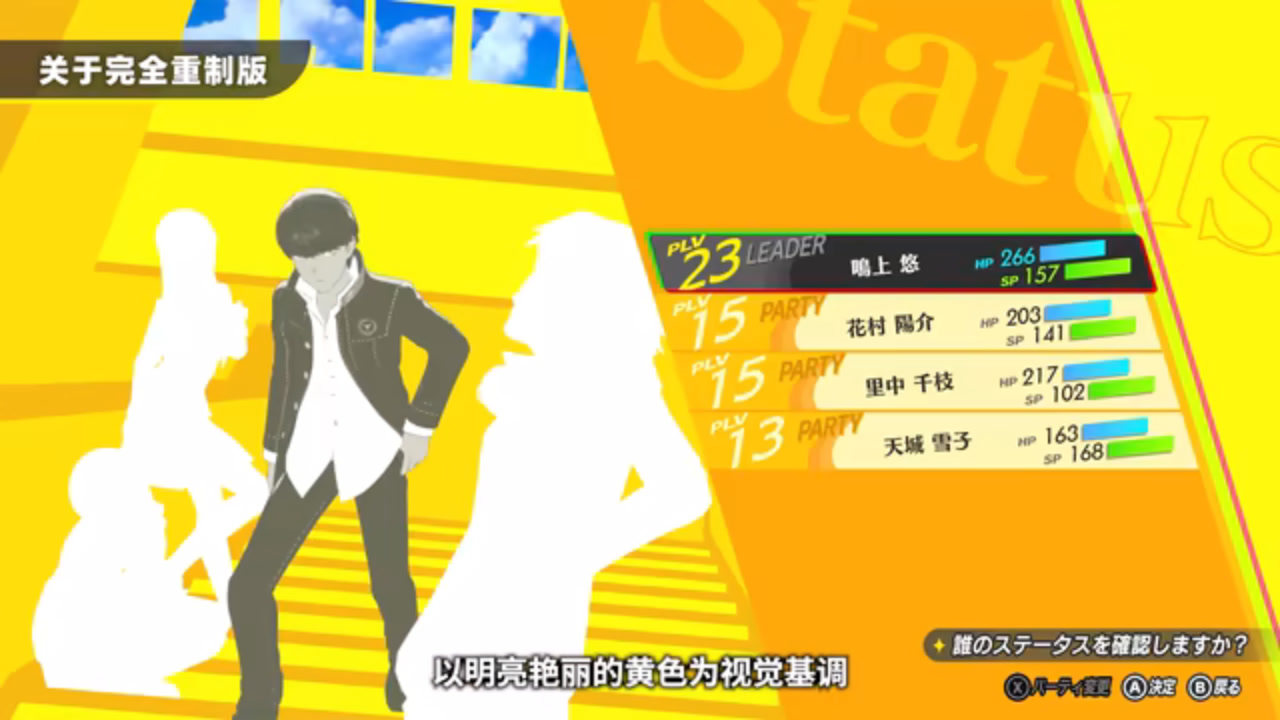 Status
关于完全重制版
PLV 23 LEADER 鳴上 悠 HP 266 SP 157
PLV 15 PARTY 花村 陽介 HP 203 SP 141
PLV 15 PARTY 里中 千枝 HP 217 SP 102
PLV 13 PARTY 天城 雪子 HP 163 SP 168
誰のステータスを確認しますか?
以明亮艳丽的黄色为视觉基调
X パーティ変更 A 決定 B 戻る